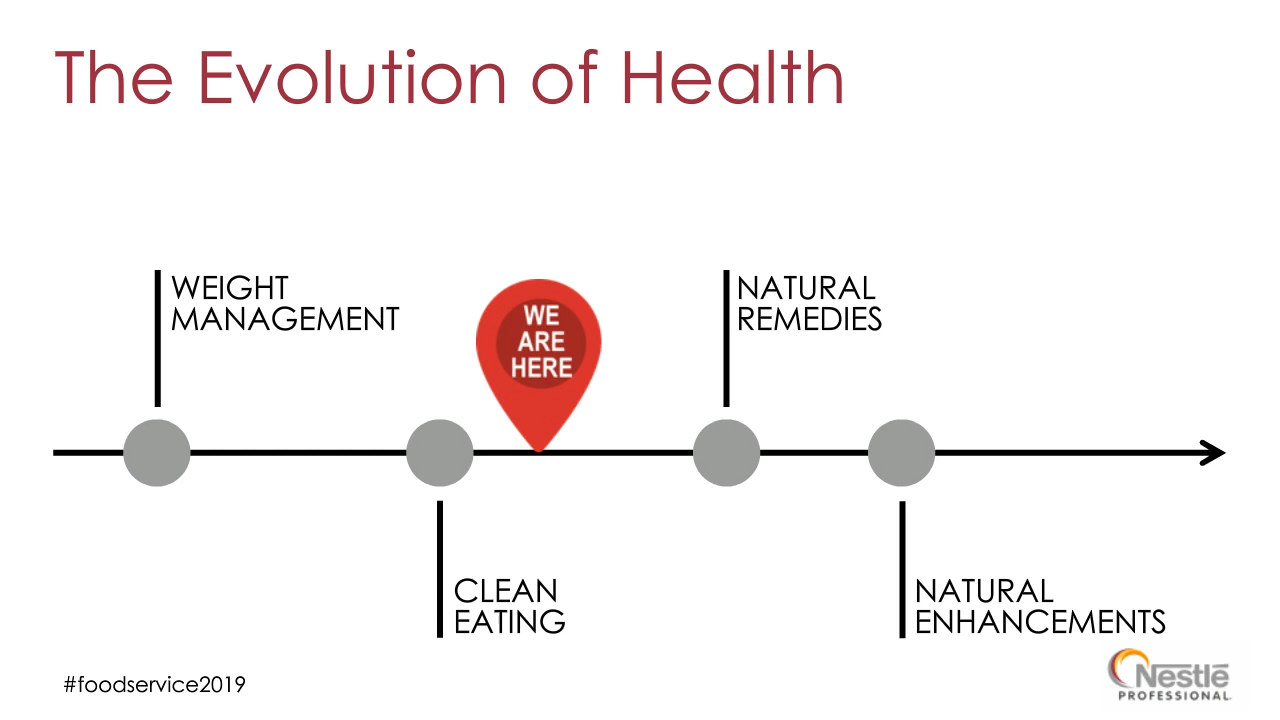 The Evolution of Health
WEIGHT
MANAGEMENT
WE
ARE
HERE
NATURAL
REMEDIES
CLEAN
EATING
NATURAL
ENHANCEMENTS
#foodservice2019
Nestlé
PROFESSIONAL.